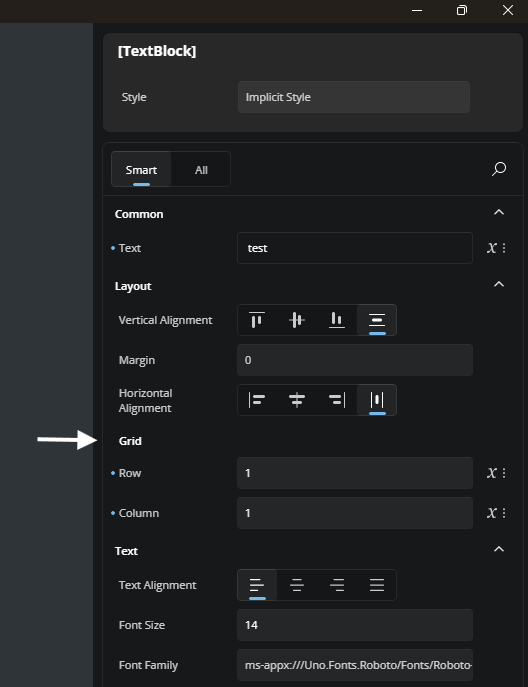 [TextBlock]
Style Implicit Style
Smart All
Common
Text test
Layout
Vertical Alignment
Margin 0
Horizontal
Alignment
Grid
Row 1
Column 1
Text
Text Alignment
Font Size 14
Font Family ms-appx:///Uno.Fonts.Roboto/Fonts/Roboto-